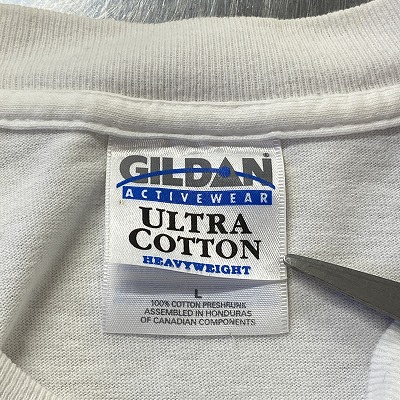 GILDAN®
ACTIVEWEAR
ULTRA
COTTON
HEAVYWEIGHT
L
100% COTTON PRESHRUNK
ASSEMBLED IN HONDURAS
OF CANADIAN COMPONENTS